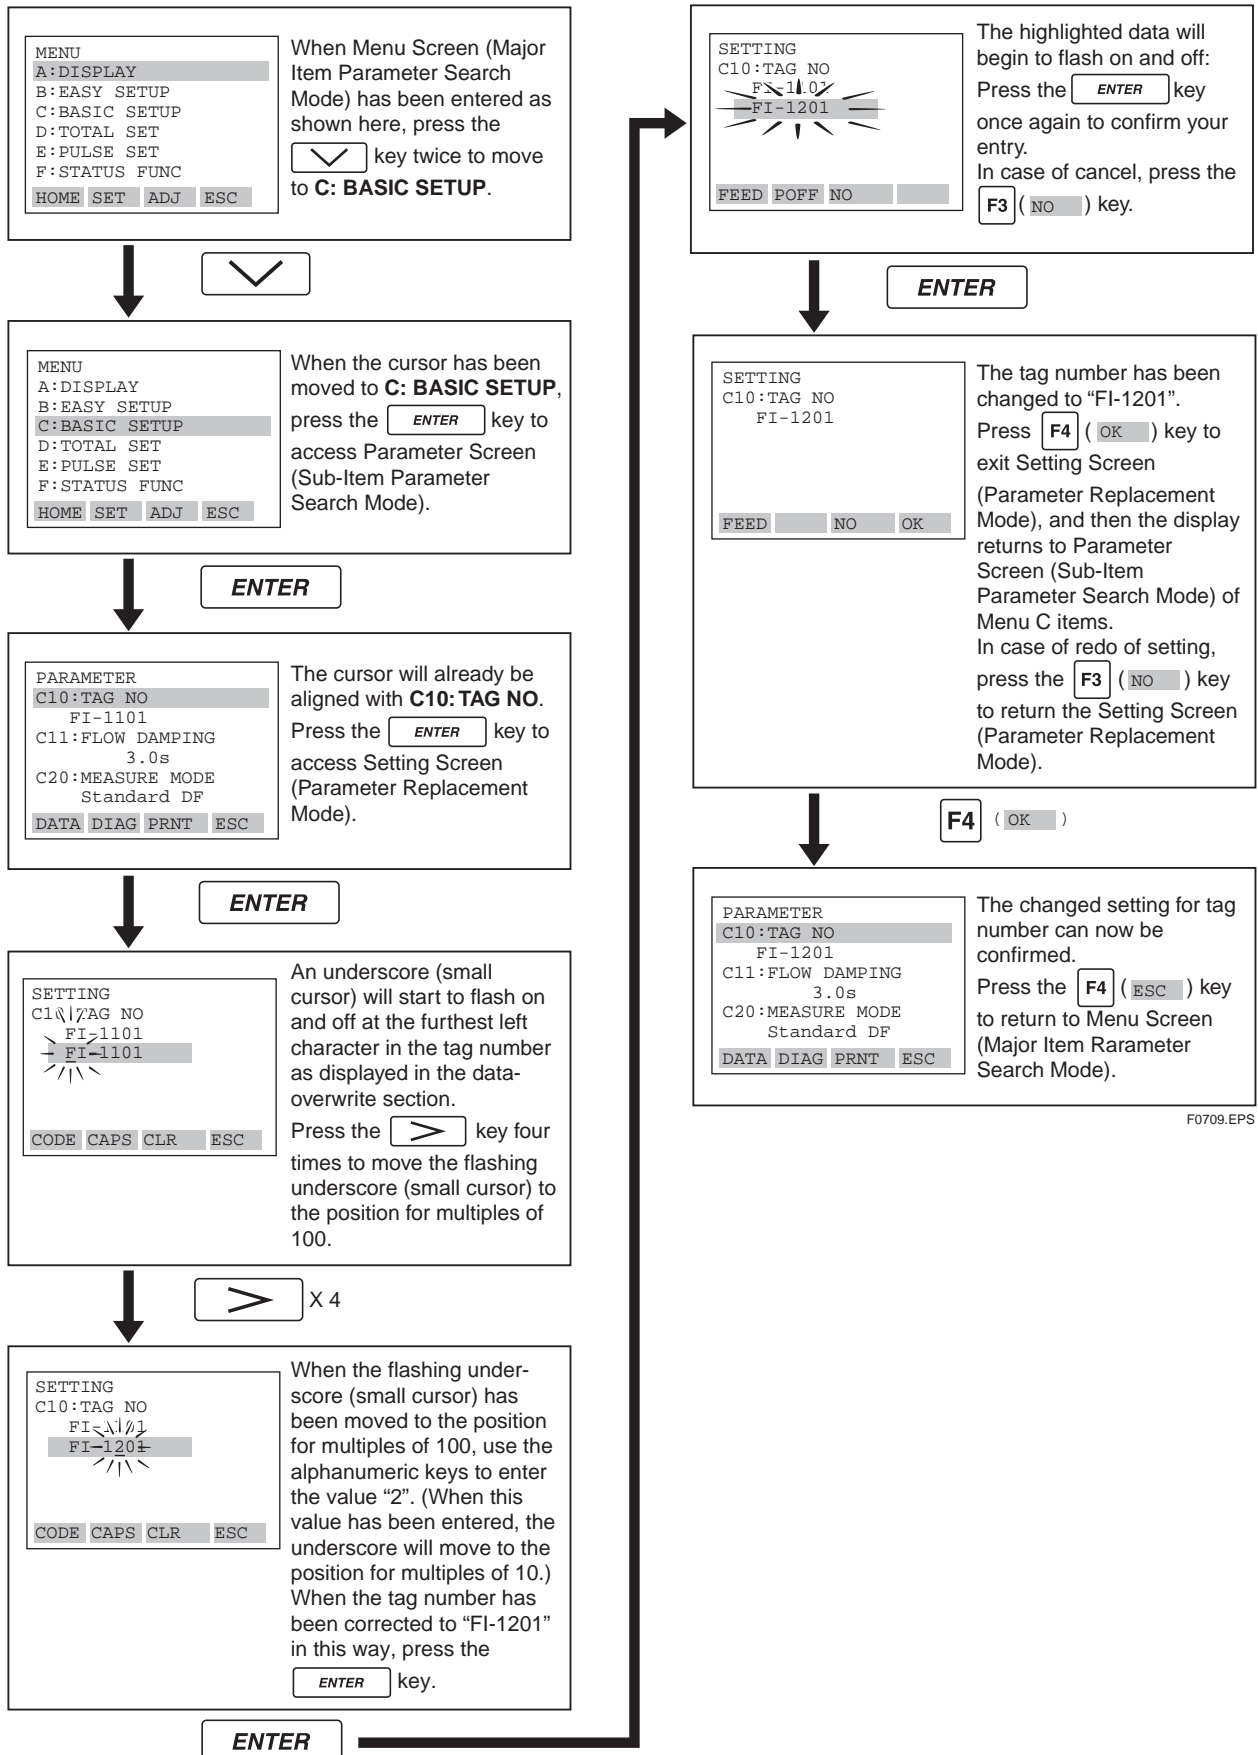 MENU
A:DISPLAY
B:EASY SETUP
C:BASIC SETUP
D:TOTAL SET
E:PULSE SET
F:STATUS FUNC
HOME SET ADJ ESC
When Menu Screen (Major
Item Parameter Search
Mode) has been entered as
shown here, press the
key twice to move
to C: BASIC SETUP.
MENU
A:DISPLAY
B:EASY SETUP
C:BASIC SETUP
D:TOTAL SET
E:PULSE SET
F:STATUS FUNC
HOME SET ADJ ESC
When the cursor has been
moved to C: BASIC SETUP,
press the ENTER key to
access Parameter Screen
(Sub-Item Parameter
Search Mode).
ENTER
PARAMETER
C10:TAG NO
FI-1101
C11:FLOW DAMPING
3.0s
C20:MEASURE MODE
Standard DF
DATA DIAG PRNT ESC
The cursor will already be
aligned with C10: TAG NO.
Press the ENTER key to
access Setting Screen
(Parameter Replacement
Mode).
ENTER
SETTING
C10:TAG NO
FI-1101
FI-1101
CODE CAPS CLR ESC
An underscore (small
cursor) will start to flash on
and off at the furthest left
character in the tag number
as displayed in the data-
overwrite section.
Press the > key four
times to move the flashing
underscore (small cursor) to
the position for multiples of
100.
> X 4
SETTING
C10:TAG NO
FI-1101
FI-1201
CODE CAPS CLR ESC
When the flashing under-
score (small cursor) has
been moved to the position
for multiples of 100, use the
alphanumeric keys to enter
the value “2”. (When this
value has been entered, the
underscore will move to the
position for multiples of 10.)
When the tag number has
been corrected to “FI-1201”
in this way, press the
ENTER key.
ENTER
SETTING
C10:TAG NO
FI-1101
FI-1201
FEED POFF NO
The highlighted data will
begin to flash on and off:
Press the ENTER key
once again to confirm your
entry.
In case of cancel, press the
F3 ( NO ) key.
ENTER
SETTING
C10:TAG NO
FI-1201
FEED NO OK
The tag number has been
changed to “FI-1201”.
Press F4 ( OK ) key to
exit Setting Screen
(Parameter Replacement
Mode), and then the display
returns to Parameter
Screen (Sub-Item
Parameter Search Mode) of
Menu C items.
In case of redo of setting,
press the F3 ( NO ) key
to return the Setting Screen
(Parameter Replacement
Mode).
F4 ( OK )
PARAMETER
C10:TAG NO
FI-1201
C11:FLOW DAMPING
3.0s
C20:MEASURE MODE
Standard DF
DATA DIAG PRNT ESC
The changed setting for tag
number can now be
confirmed.
Press the F4 ( ESC ) key
to return to Menu Screen
(Major Item Rarameter
Search Mode).
F0709.EPS